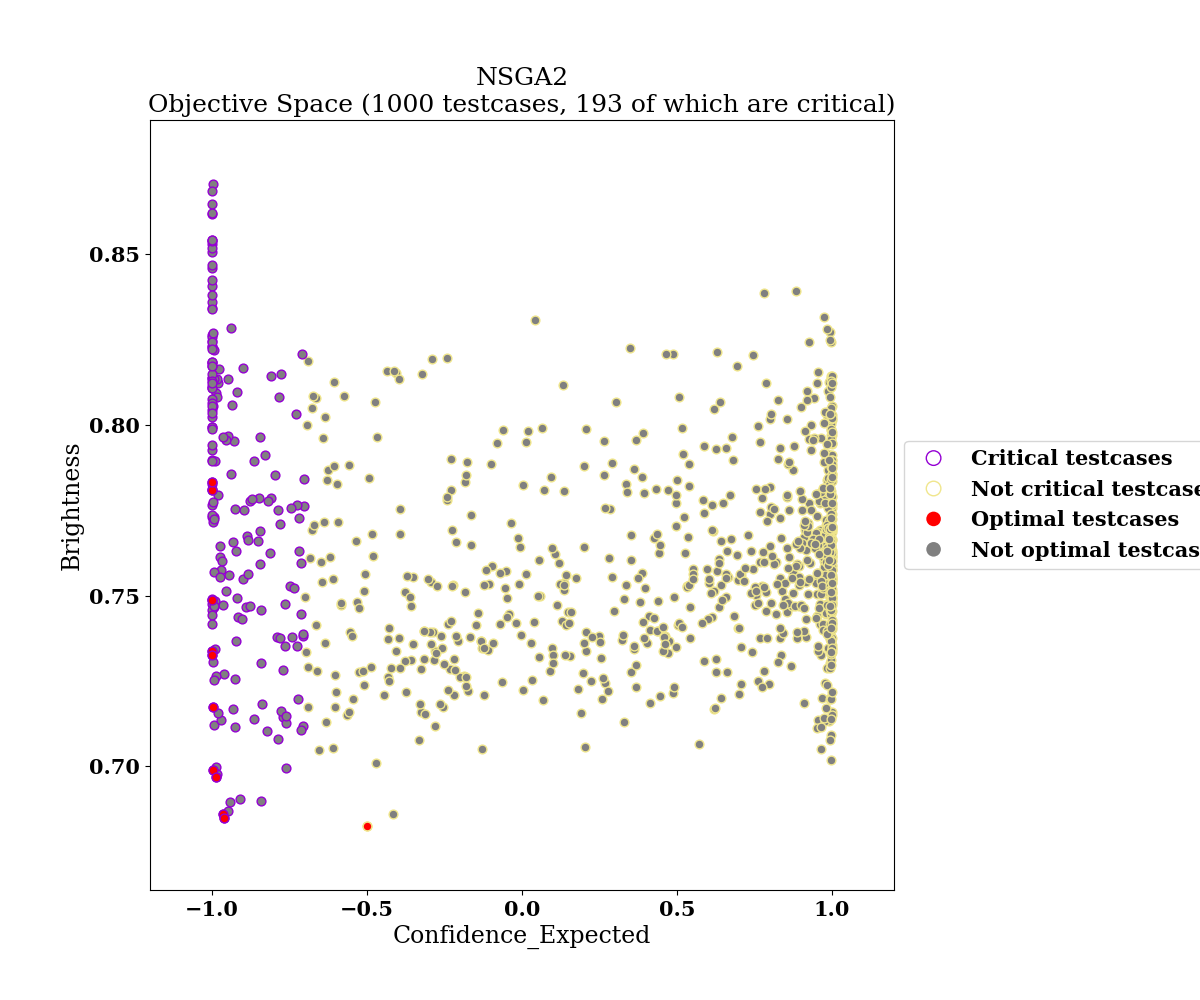 NSGA2
Objective Space (1000 testcases, 193 of which are critical)
Brightness
0.85
0.80
0.75
0.70
−1.0
−0.5
0.0
0.5
1.0
Confidence_Expected
Critical testcases
Not critical testcase
Optimal testcases
Not optimal testcas